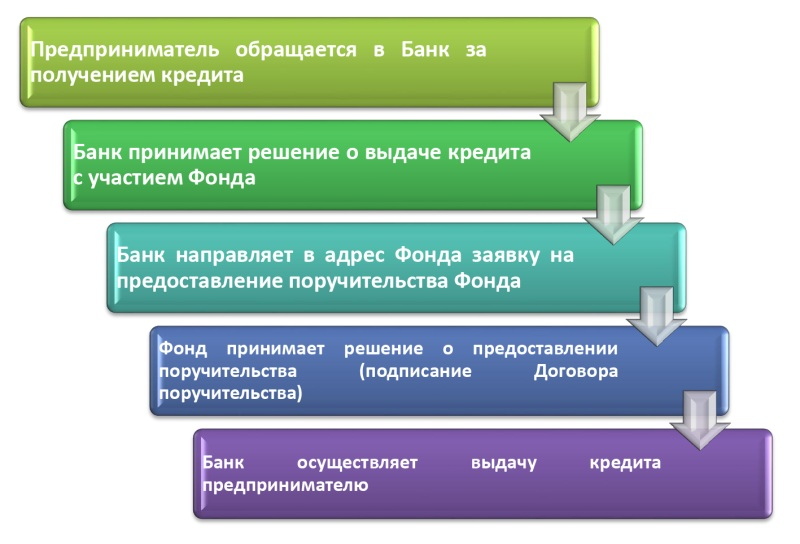 Предприниматель обращается в Банк за
получением кредита
Банк принимает решение о выдаче кредита
с участием Фонда
Банк направляет в адрес Фонда заявку на
предоставление поручительства Фонда
Фонд принимает решение о предоставлении
поручительства (подписание Договора
поручительства)
Банк осуществляет выдачу кредита
предпринимателю